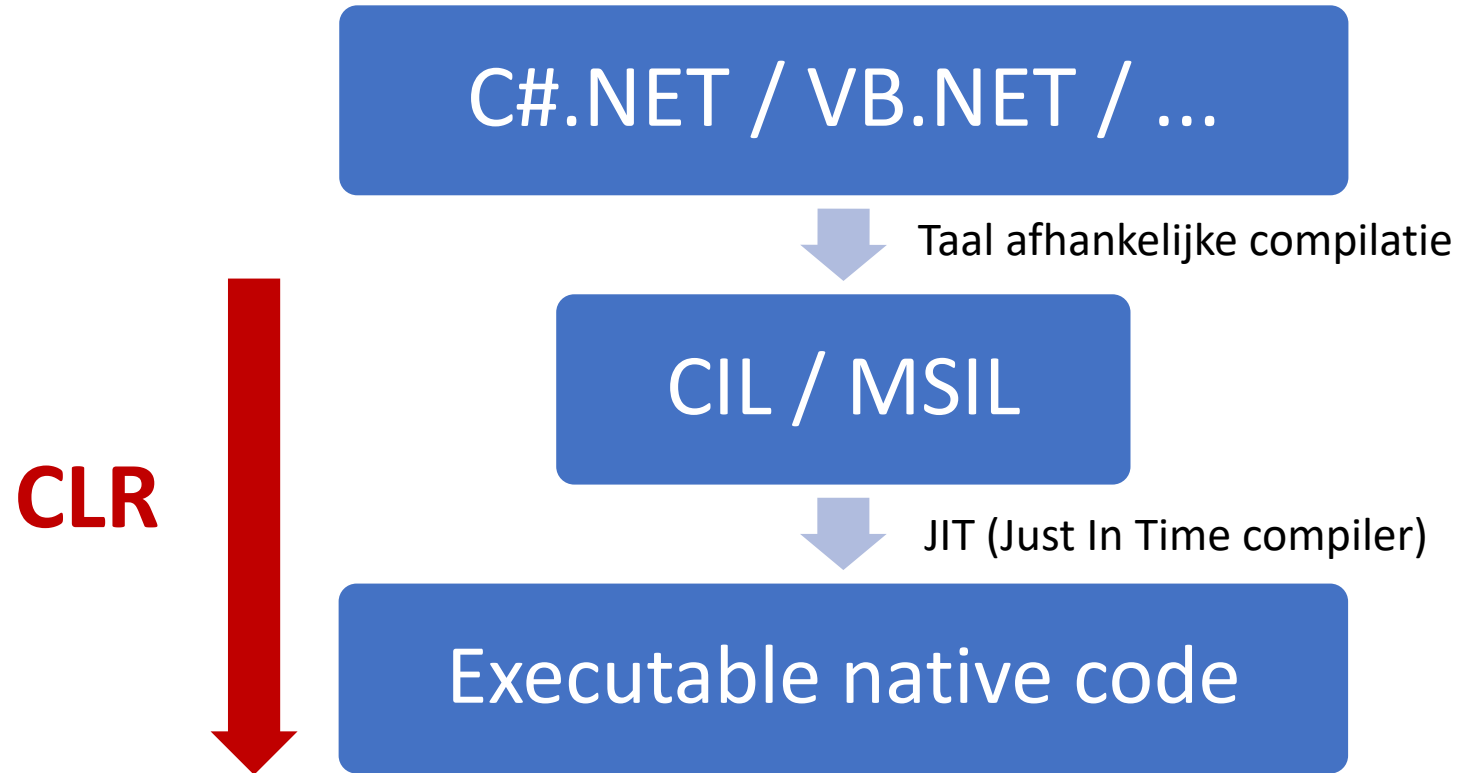 C#.NET / VB.NET / ...
Taal afhankelijke compilatie
CIL / MSIL
CLR
JIT (Just In Time compiler)
Executable native code